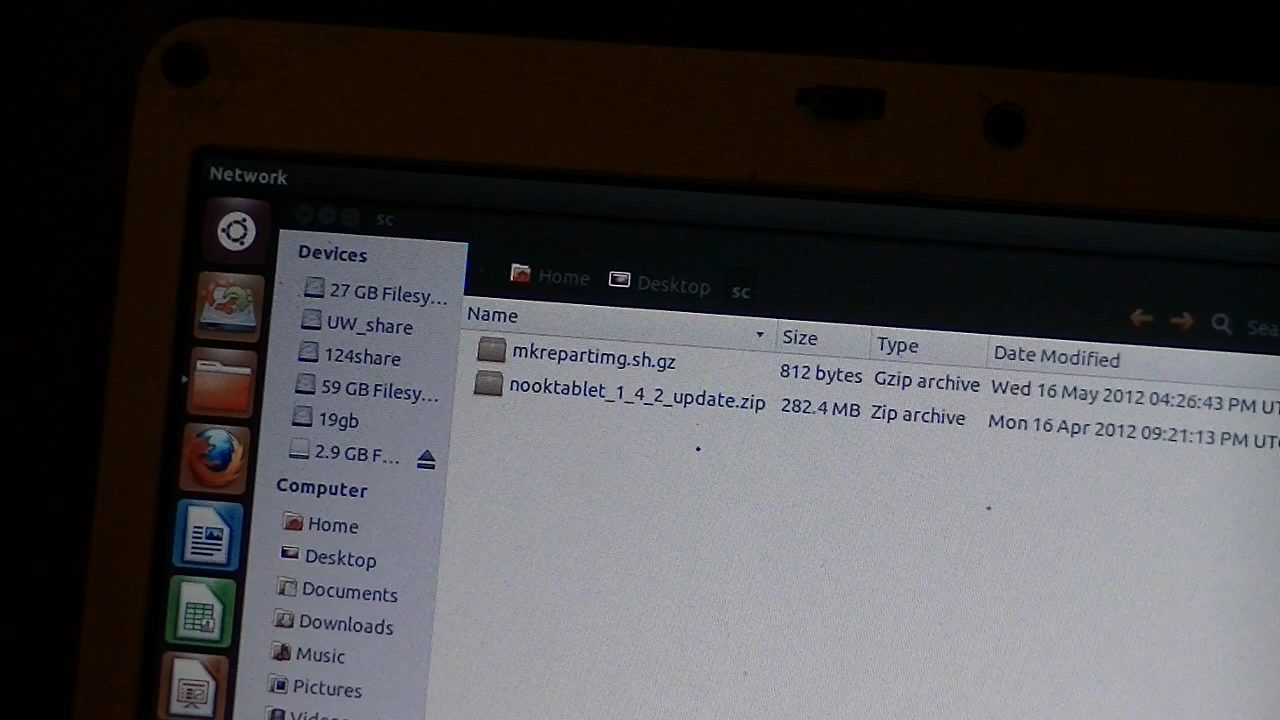 Network
sc
Devices
27 GB Filesy...
UW_share
124share
59 GB Filesy...
19gb
2.9 GB F...
Computer
Home
Desktop
Documents
Downloads
Music
Pictures
Home Desktop sc
Name Size Type Date Modified
mkrepartimg.sh.gz 812 bytes Gzip archive Wed 16 May 2012 04:26:43 PM UT
nooktablet_1_4_2_update.zip 282.4 MB Zip archive Mon 16 Apr 2012 09:21:13 PM UTC